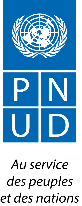 P N
U D
Au service
des peuples
et des nations